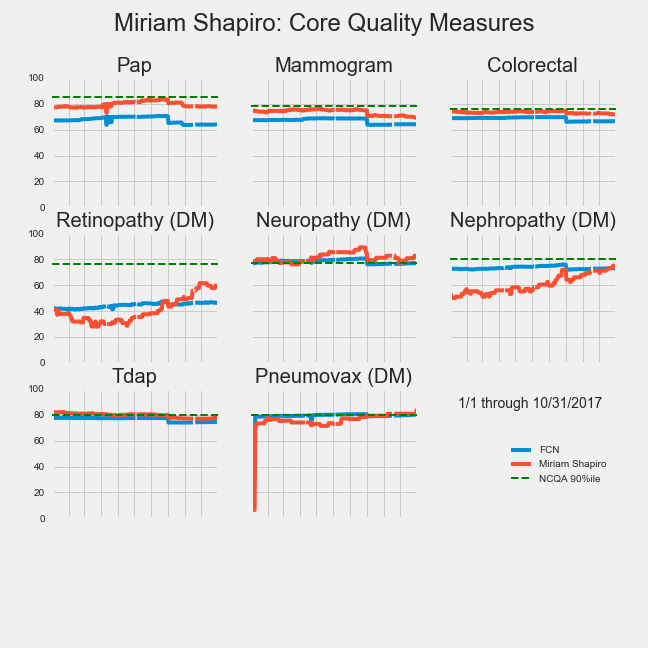 Miriam Shapiro: Core Quality Measures
Pap
Mammogram
Colorectal
100
80
60
40
20
0
Retinopathy (DM)
Neuropathy (DM)
Nephropathy (DM)
100
80
60
40
20
0
Tdap
Pneumovax (DM)
100
80
60
40
20
0
1/1 through 10/31/2017
FCN
Miriam Shapiro
NCQA 90%ile